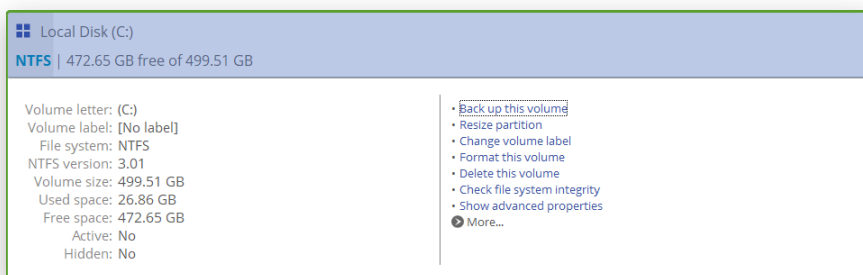 Local Disk (C:)
NTFS | 472.65 GB free of 499.51 GB
Volume letter: (C:)
Volume label: [No label]
File system: NTFS
NTFS version: 3.01
Volume size: 499.51 GB
Used space: 26.86 GB
Free space: 472.65 GB
Active: No
Hidden: No
• Back up this volume
• Resize partition
• Change volume label
• Format this volume
• Delete this volume
• Check file system integrity
• Show advanced properties
More...